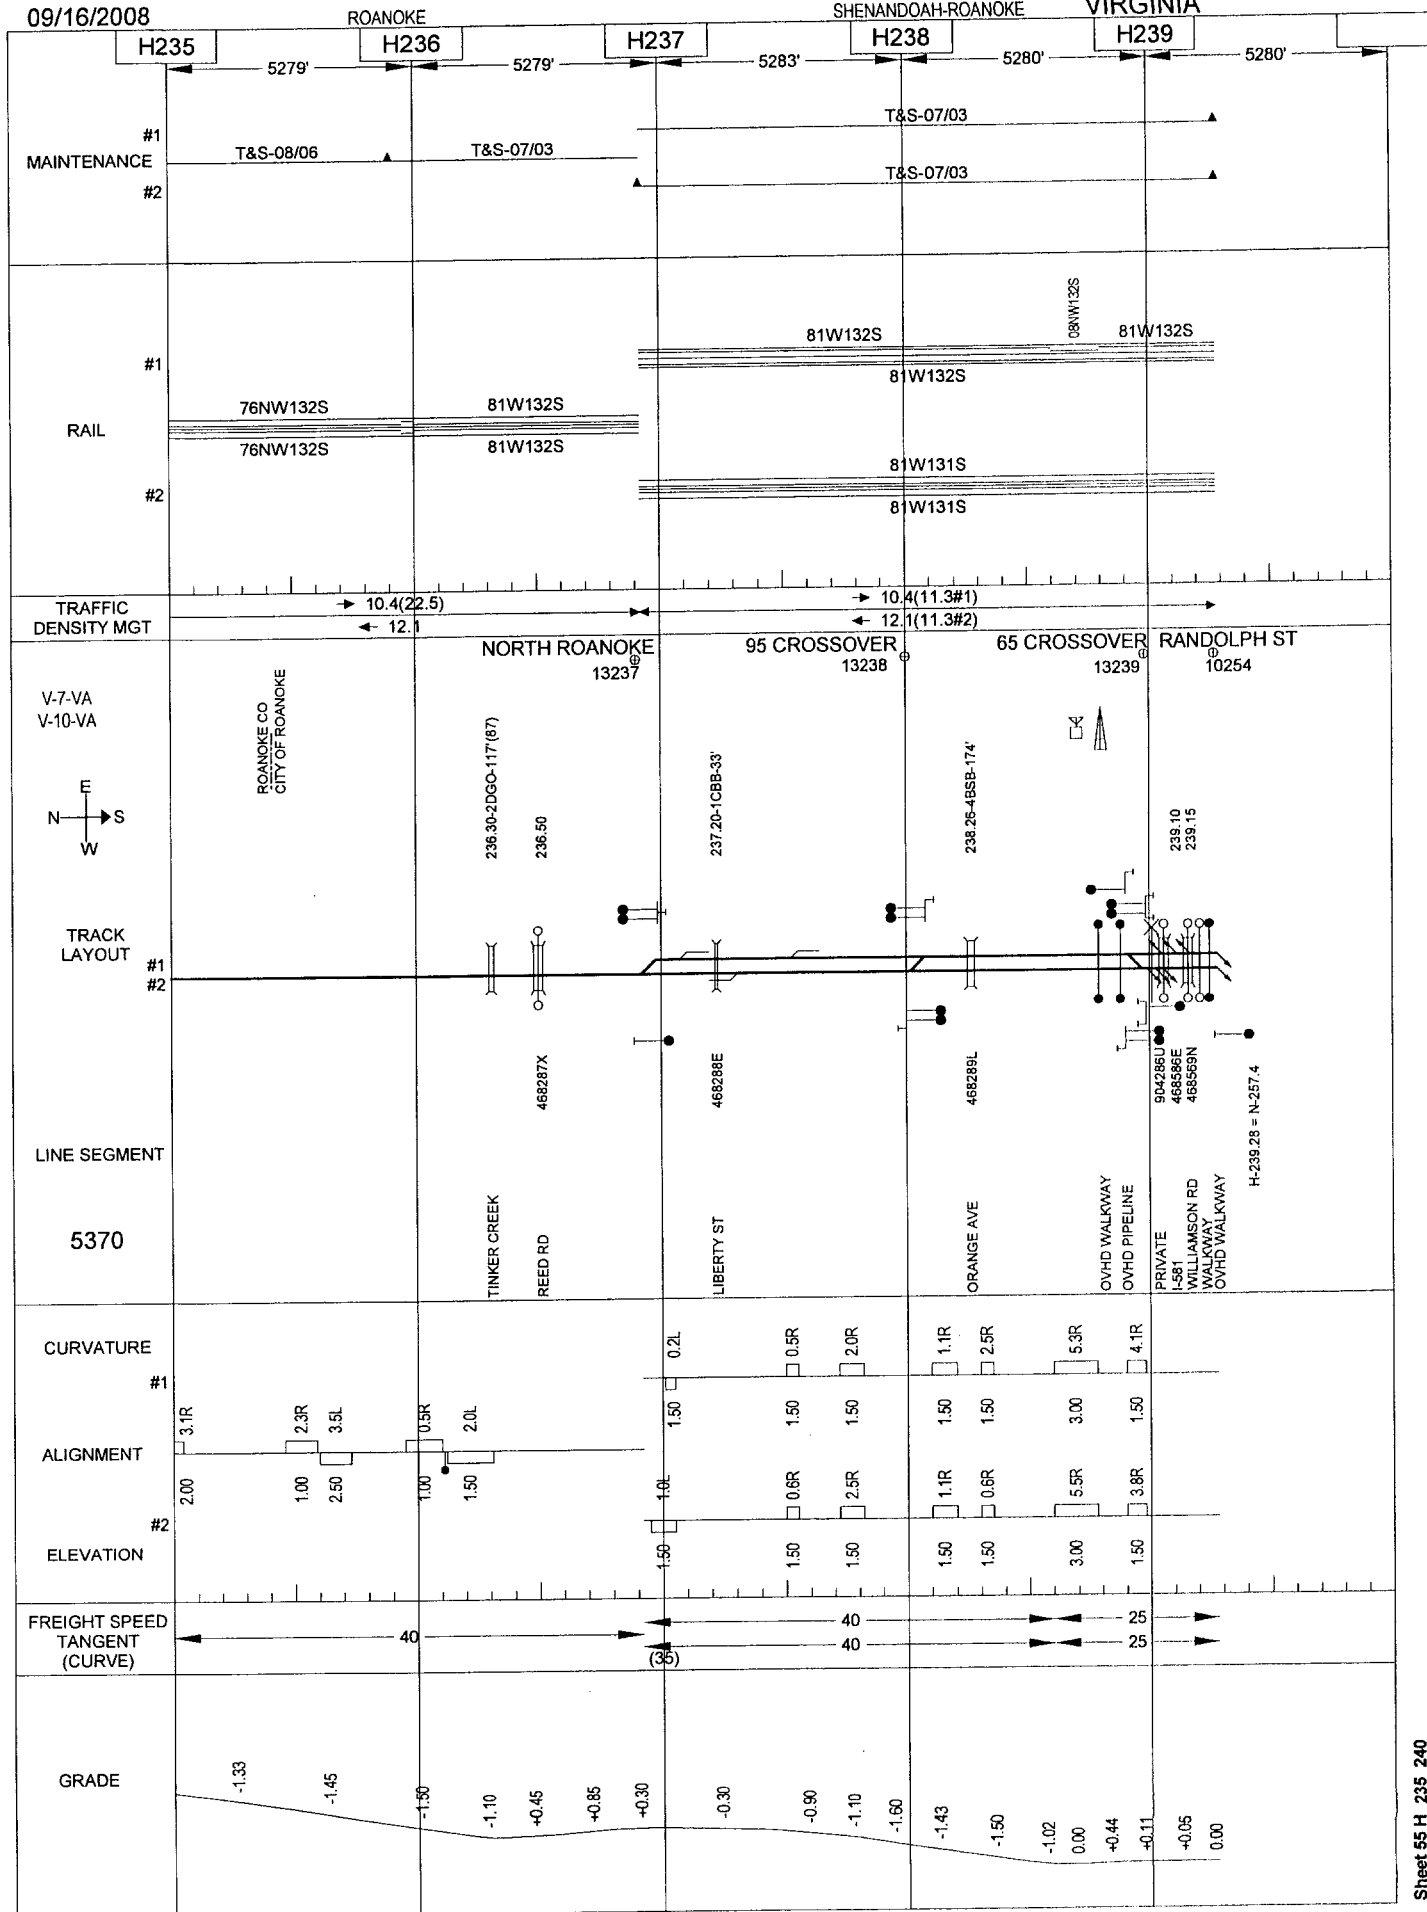 09/16/2008
ROANOKE
SHENANDOAH-ROANOKE
VIRGINIA
H235
H236
H237
H238
H239
5279'
5279'
5283'
5280'
5280'
MAINTENANCE
#1
#2
T&S-08/06
T&S-07/03
T&S-07/03
T&S-07/03
RAIL
#1
#2
76NW132S
76NW132S
81W132S
81W132S
81W132S
81W132S
08NW132S
81W132S
81W131S
81W131S
TRAFFIC
DENSITY MGT
10.4(22.5)
12.1
10.4(11.3#1)
12.1(11.3#2)
NORTH ROANOKE
13237
95 CROSSOVER
13238
65 CROSSOVER
13239
RANDOLPH ST
10254
V-7-VA
V-10-VA
N E S W
ROANOKE CO
CITY OF ROANOKE
236.30-2DGO-117'(87)
236.50
237.20-1CBB-33'
238.26-4BSB-174'
239.10
239.15
TRACK
LAYOUT
#1
#2
468287X
468288E
468289L
904286U
468586E
468569N
H-239.28 = N-257.4
LINE SEGMENT
5370
TINKER CREEK
REED RD
LIBERTY ST
ORANGE AVE
OVHD WALKWAY
OVHD PIPELINE
PRIVATE
I-581
WILLIAMSON RD
WALKWAY
OVHD WALKWAY
CURVATURE
#1
0.2L
0.5R
2.0R
1.1R
2.5R
5.3R
4.1R
1.50
1.50
1.50
1.50
1.50
3.00
1.50
ALIGNMENT
3.1R
2.3R
3.5L
0.5R
2.0L
2.00
1.00
2.50
1.00
1.50
#2
1.0L
0.6R
2.5R
1.1R
0.6R
5.5R
3.8R
ELEVATION
1.50
1.50
1.50
1.50
1.50
3.00
1.50
FREIGHT SPEED
TANGENT
(CURVE)
40
40
40
(35)
25
25
GRADE
-1.33
-1.45
-1.50
-1.10
+0.45
+0.85
+0.30
-0.30
-0.90
-1.10
-1.60
-1.43
-1.50
-1.02
0.00
+0.44
+0.11
+0.05
0.00
Sheet 55 H 235 240